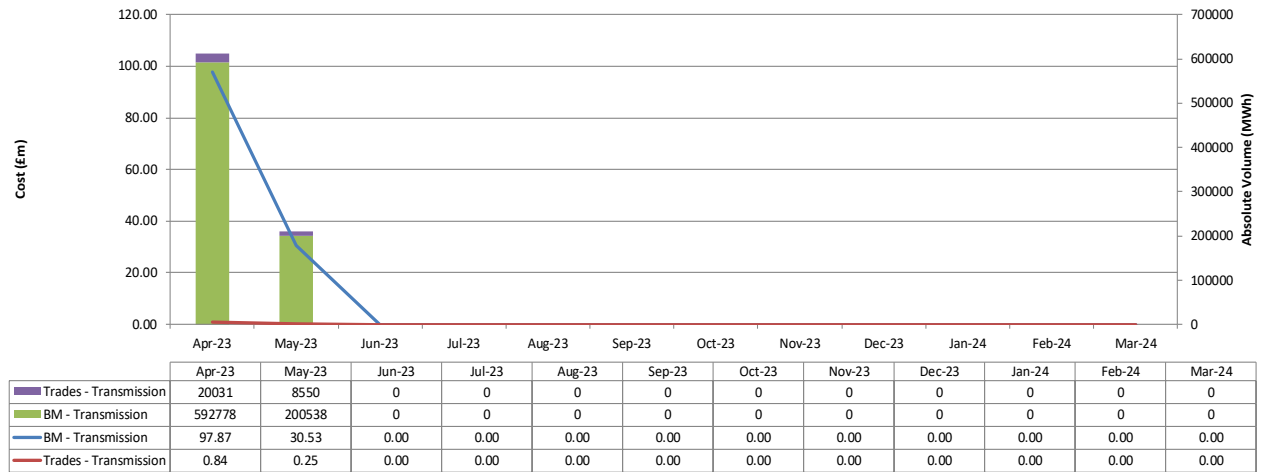 120.00
100.00
80.00
60.00
40.00
20.00
0.00
Cost (£m)
700000
600000
500000
400000
300000
200000
100000
0
Absolute Volume (MWh)
Apr-23 May-23 Jun-23 Jul-23 Aug-23 Sep-23 Oct-23 Nov-23 Dec-23 Jan-24 Feb-24 Mar-24
Apr-23 May-23 Jun-23 Jul-23 Aug-23 Sep-23 Oct-23 Nov-23 Dec-23 Jan-24 Feb-24 Mar-24
Trades - Transmission 20031 8550 0 0 0 0 0 0 0 0 0 0
BM - Transmission 592778 200538 0 0 0 0 0 0 0 0 0 0
BM - Transmission 97.87 30.53 0.00 0.00 0.00 0.00 0.00 0.00 0.00 0.00 0.00 0.00
Trades - Transmission 0.84 0.25 0.00 0.00 0.00 0.00 0.00 0.00 0.00 0.00 0.00 0.00